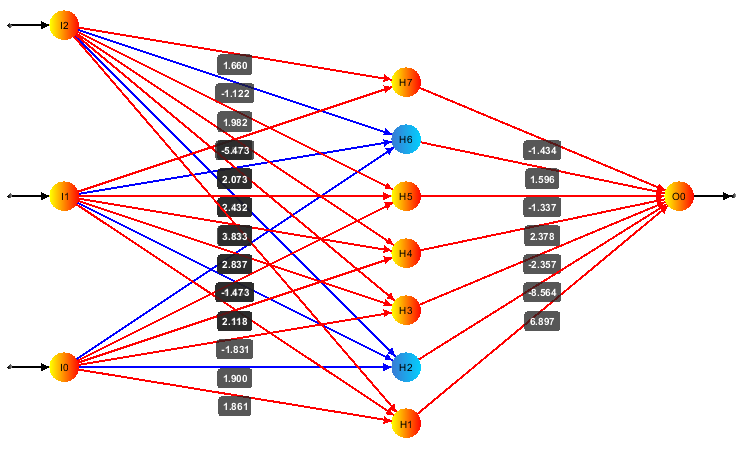 I2
1.660
H7
-1.122
1.982
H6
-5.473
-1.434
2.073
1.596
I1
H5
O0
2.432
-1.337
3.833
2.378
H4
2.837
-2.357
-1.473
-8.564
H3
2.118
6.897
-1.831
I0
H2
1.900
1.861
H1